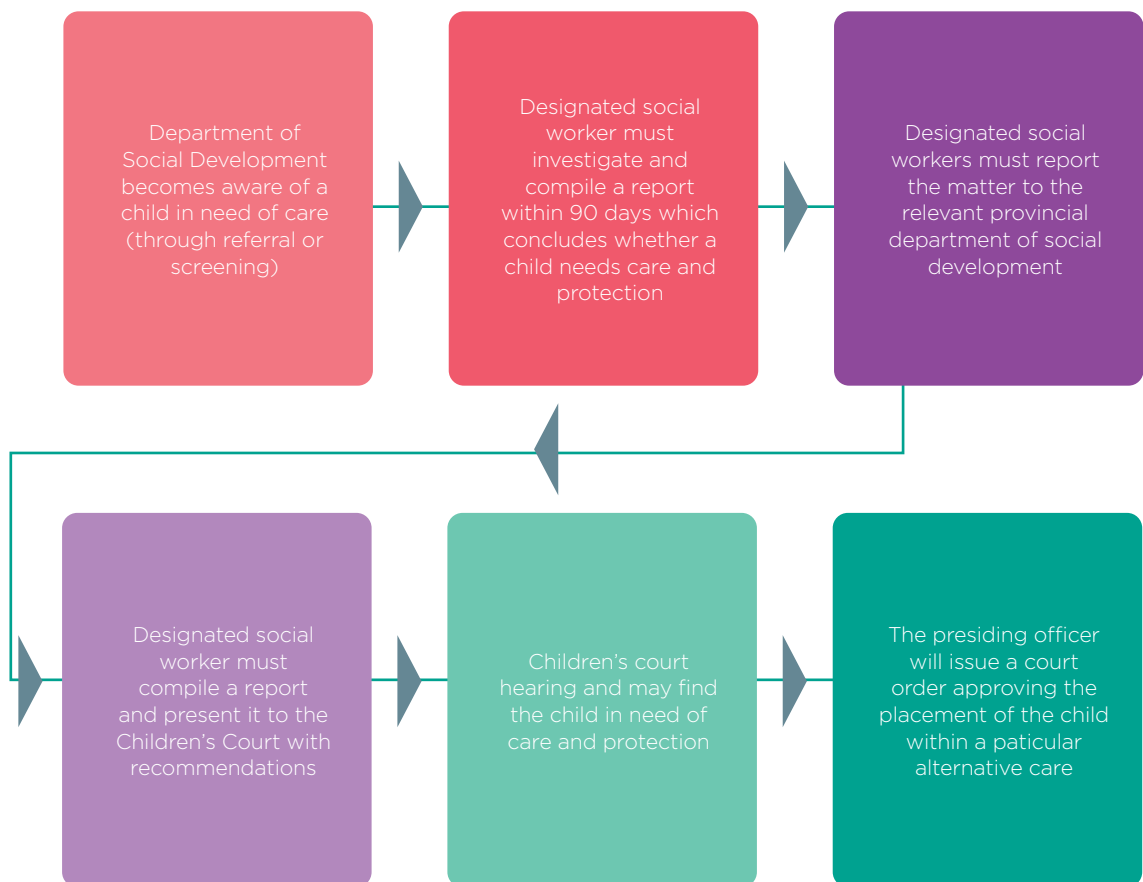 Department of
Social Development
becomes aware of a
child in need of care
(through referral or
screening)
Designated social
worker must
investigate and
compile a report
within 90 days which
concludes whether a
child needs care and
protection
Designated social
workers must report
the matter to the
relevant provincial
department of social
development
Designated social
worker must
compile a report
and present it to the
Children’s Court with
recommendations
Children’s court
hearing and may find
the child in need of
care and protection
The presiding officer
will issue a court
order approving the
placement of the child
within a paticular
alternative care